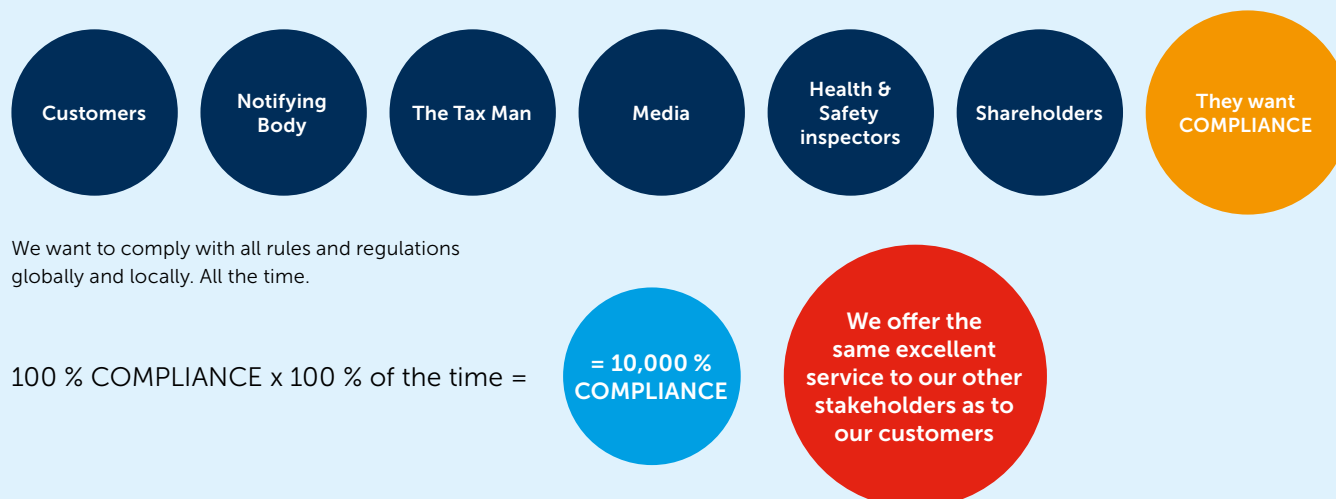 Customers
Notifying
Body
The Tax Man
Media
Health &
Safety
inspectors
Shareholders
They want
COMPLIANCE
We want to comply with all rules and regulations
globally and locally. All the time.
100 % COMPLIANCE x 100 % of the time =
= 10,000 %
COMPLIANCE
We offer the
same excellent
service to our other
stakeholders as to
our customers